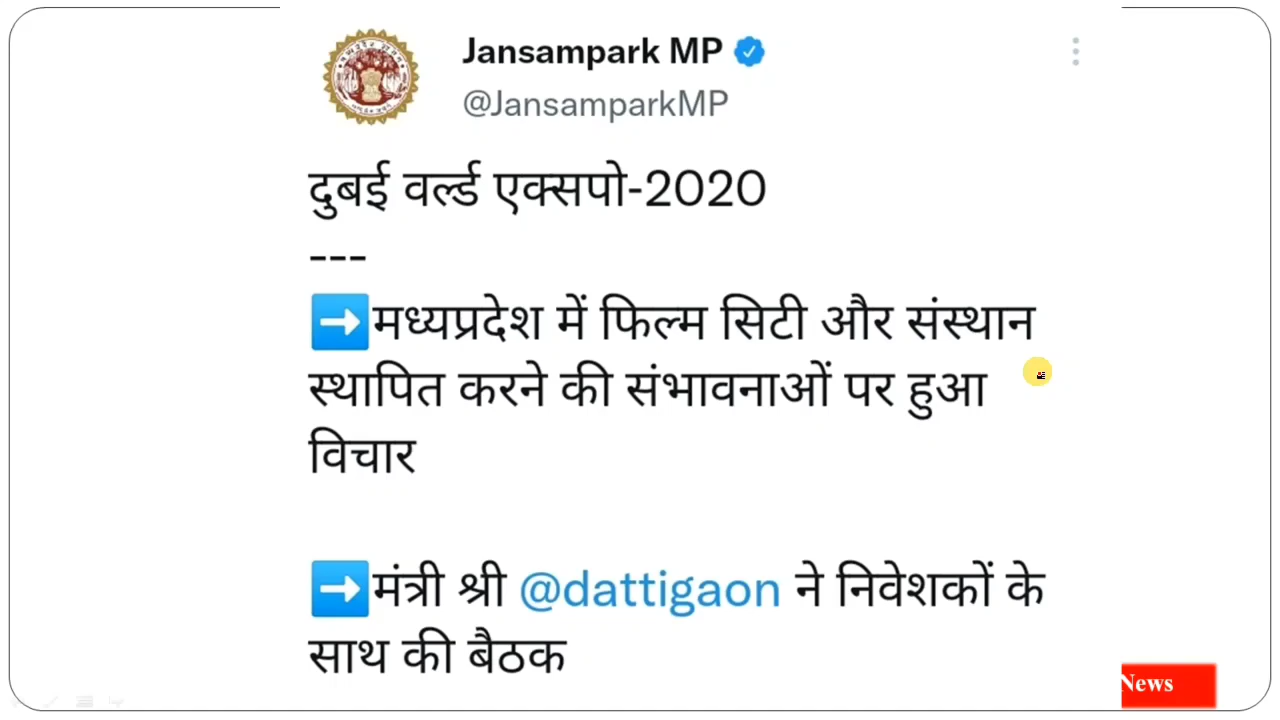 Jansampark MP
@JansamparkMP
दुबई वर्ल्ड एक्सपो-2020
---
➡️मध्यप्रदेश में फिल्म सिटी और संस्थान
स्थापित करने की संभावनाओं पर हुआ
विचार
➡️मंत्री श्री @dattigaon ने निवेशकों के
साथ की बैठक
News